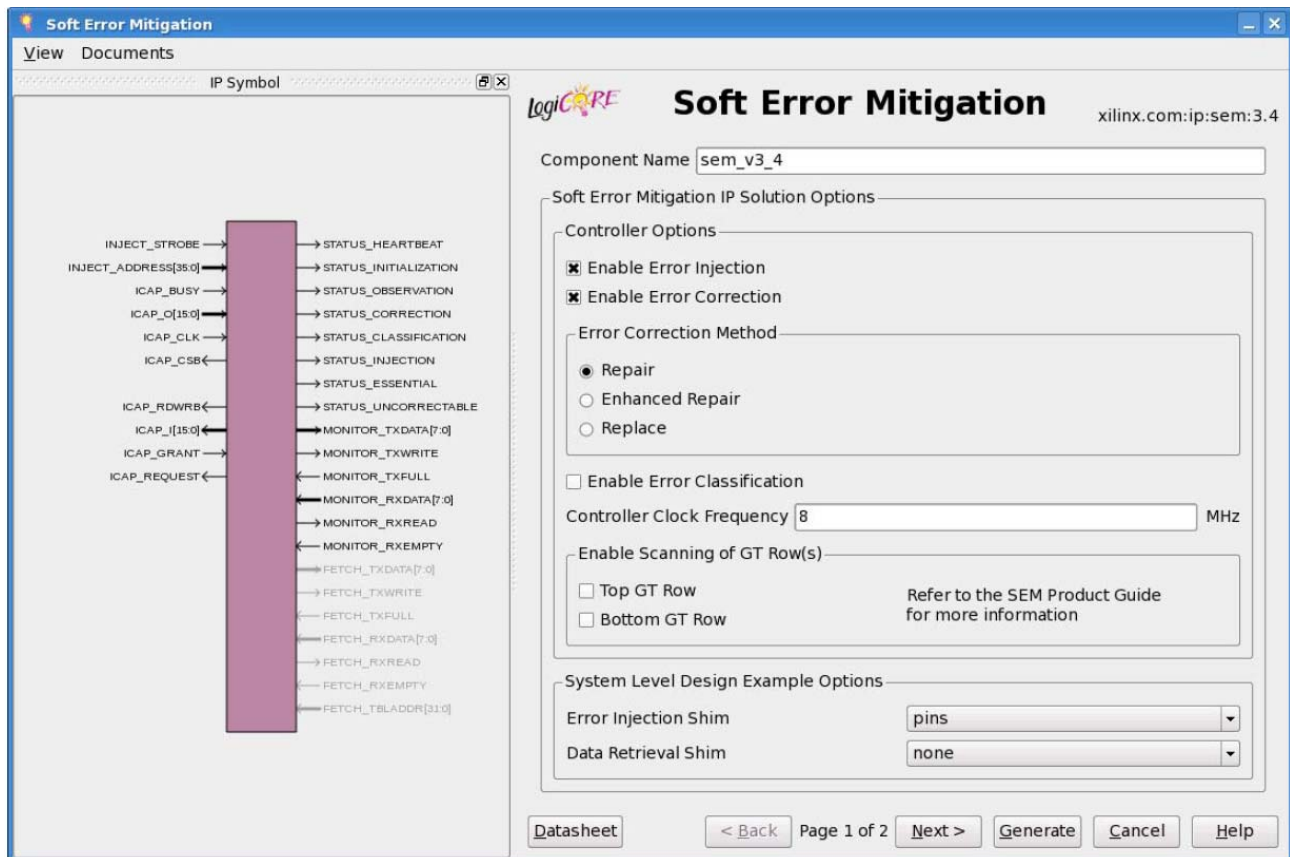 Soft Error Mitigation
View Documents
IP Symbol
INJECT_STROBE
INJECT_ADDRESS[35:0]
ICAP_BUSY
ICAP_O[15:0]
ICAP_CLK
ICAP_CSB
ICAP_RDWRB
ICAP_I[15:0]
ICAP_GRANT
ICAP_REQUEST
STATUS_HEARTBEAT
STATUS_INITIALIZATION
STATUS_OBSERVATION
STATUS_CORRECTION
STATUS_CLASSIFICATION
STATUS_INJECTION
STATUS_ESSENTIAL
STATUS_UNCORRECTABLE
MONITOR_TXDATA[7:0]
MONITOR_TXWRITE
MONITOR_TXFULL
MONITOR_RXDATA[7:0]
MONITOR_RXREAD
MONITOR_RXEMPTY
FETCH_TXDATA[7:0]
FETCH_TXWRITE
FETCH_TXFULL
FETCH_RXDATA[7:0]
FETCH_RXREAD
FETCH_RXEMPTY
FETCH_TBLADDR[31:0]
LogiCORE
Soft Error Mitigation
xilinx.com:ip:sem:3.4
Component Name sem_v3_4
Soft Error Mitigation IP Solution Options
Controller Options
Enable Error Injection
Enable Error Correction
Error Correction Method
Repair
Enhanced Repair
Replace
Enable Error Classification
Controller Clock Frequency 8 MHz
Enable Scanning of GT Row(s)
Top GT Row
Bottom GT Row
Refer to the SEM Product Guide
for more information
System Level Design Example Options
Error Injection Shim pins
Data Retrieval Shim none
Datasheet < Back Page 1 of 2 Next > Generate Cancel Help